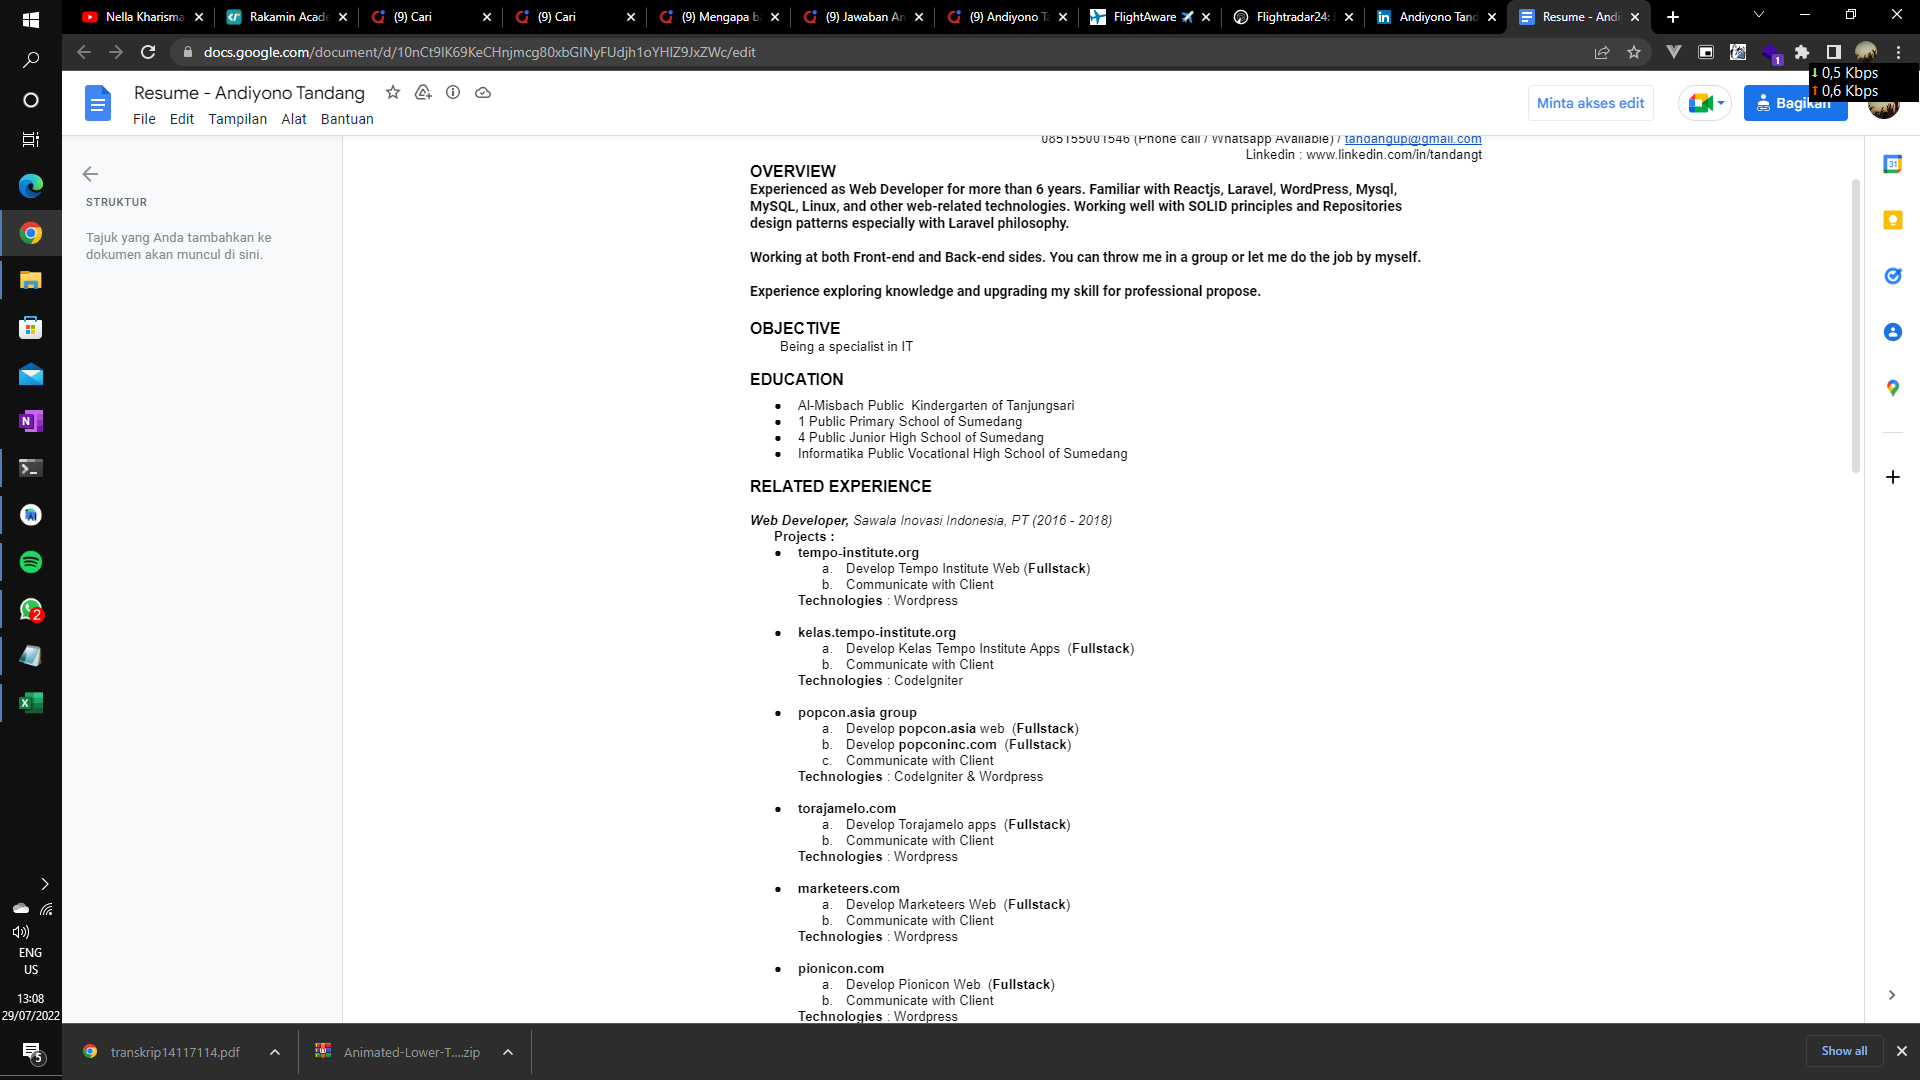 Nella Kharisma
Rakamin Acade
(9) Cari
(9) Cari
(9) Mengapa ba
(9) Jawaban An
(9) Andiyono Ta
FlightAware
Flightradar24: L
Andiyono Tand
Resume - Andi
docs.google.com/document/d/10nCt9lK69KeCHnjmcg80xbGINyFUdjh1oYHIZ9JxZWc/edit
1
0,5 Kbps
0,6 Kbps
Resume - Andiyono Tandang
File Edit Tampilan Alat Bantuan
Minta akses edit
Bagikan
STRUKTUR
Tajuk yang Anda tambahkan ke
dokumen akan muncul di sini.
085155001546 (Phone call / Whatsapp Available) / tandangup@gmail.com
Linkedin : www.linkedin.com/in/tandangt
OVERVIEW
Experienced as Web Developer for more than 6 years. Familiar with Reactjs, Laravel, WordPress, Mysql,
MySQL, Linux, and other web-related technologies. Working well with SOLID principles and Repositories
design patterns especially with Laravel philosophy.
Working at both Front-end and Back-end sides. You can throw me in a group or let me do the job by myself.
Experience exploring knowledge and upgrading my skill for professional propose.
OBJECTIVE
Being a specialist in IT
EDUCATION
● Al-Misbach Public  Kindergarten of Tanjungsari
● 1 Public Primary School of Sumedang
● 4 Public Junior High School of Sumedang
● Informatika Public Vocational High School of Sumedang
RELATED EXPERIENCE
Web Developer, Sawala Inovasi Indonesia, PT (2016 - 2018)
Projects :
● tempo-institute.org
a. Develop Tempo Institute Web (Fullstack)
b. Communicate with Client
Technologies : Wordpress
● kelas.tempo-institute.org
a. Develop Kelas Tempo Institute Apps  (Fullstack)
b. Communicate with Client
Technologies : CodeIgniter
● popcon.asia group
a. Develop popcon.asia web  (Fullstack)
b. Develop popconinc.com  (Fullstack)
c. Communicate with Client
Technologies : CodeIgniter & Wordpress
● torajamelo.com
a. Develop Torajamelo apps  (Fullstack)
b. Communicate with Client
Technologies : Wordpress
● marketeers.com
a. Develop Marketeers Web  (Fullstack)
b. Communicate with Client
Technologies : Wordpress
● pionicon.com
a. Develop Pionicon Web  (Fullstack)
b. Communicate with Client
Technologies : Wordpress
31
2
ENG
US
13:08
29/07/2022
5
transkrip14117114.pdf
Animated-Lower-T....zip
Show all